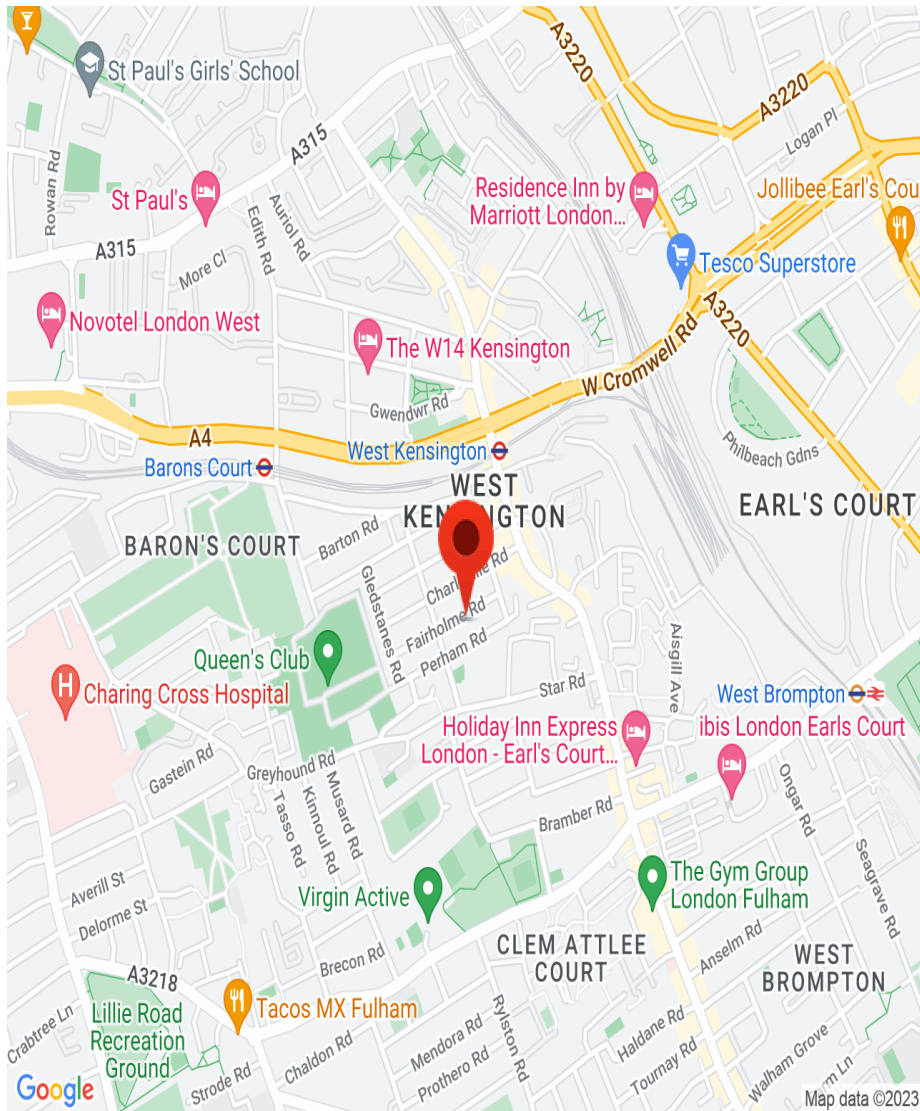 St Paul's Girls' School
A3220
A3220
Logan Pl
A315
Rowan Rd
St Paul's
Residence Inn by
Marriott London...
Jollibee Earl's Cou
Auriol Rd
Edith Rd
A315
More Cl
Tesco Superstore
Novotel London West
A3220
The W14 Kensington
W Cromwell Rd
Gwendwr Rd
A4
West Kensington
Philbeach Gdns
Barons Court
WEST
EARL'S COURT
Barton Rd
BARON'S COURT
Gledstanes Rd
Fairholme Rd
Perham Rd
Aisgill Ave
Queen's Club
Charing Cross Hospital
Star Rd
West Brompton
Holiday Inn Express
London - Earl's Court...
ibis London Earls Court
Gastein Rd
Greyhound Rd
Musard Rd
Kinnoul Rd
Tasso Rd
Bramber Rd
Ongar Rd
Seagrave Rd
Averill St
Virgin Active
The Gym Group
London Fulham
Delorme St
CLEM ATTLEE
COURT
Anselm Rd
WEST
BROMPTON
Brecon Rd
A3218
Crabtree Ln
Lillie Road
Recreation
Ground
Tacos MX Fulham
Rylston Rd
Mendora Rd
Haldane Rd
Chaldon Rd
Prothero Rd
Tournay Rd
Walham Grove
Strode Rd
Google
Map data ©2023